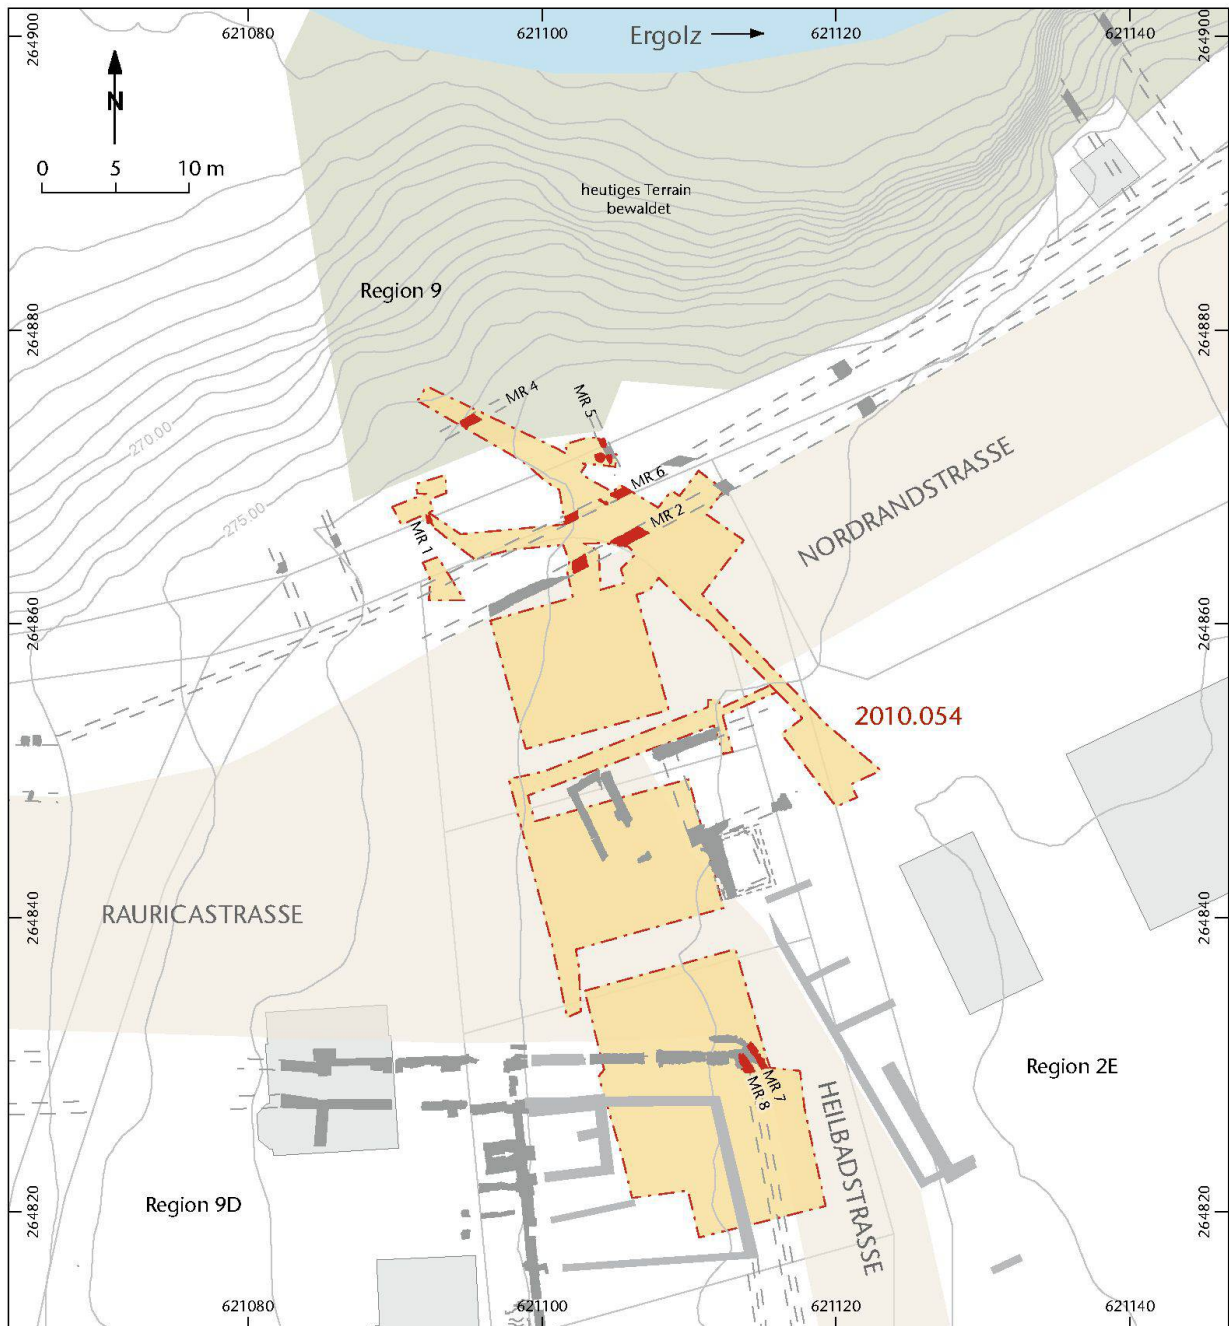 621080
621100
Ergolz
621120
621140
264900
264900
N
0 5 10 m
heutiges Terrain
bewaldet
Region 9
264880
264880
MR 4
MR 5
270.00
275.00
MR 6
MR 2
MR 1
NORDRANDSTRASSE
264860
264860
2010.054
RAURICASTRASSE
264840
264840
Region 2E
MR 7
MR 8
HEILBADSTRASSE
Region 9D
264820
264820
621080
621100
621120
621140